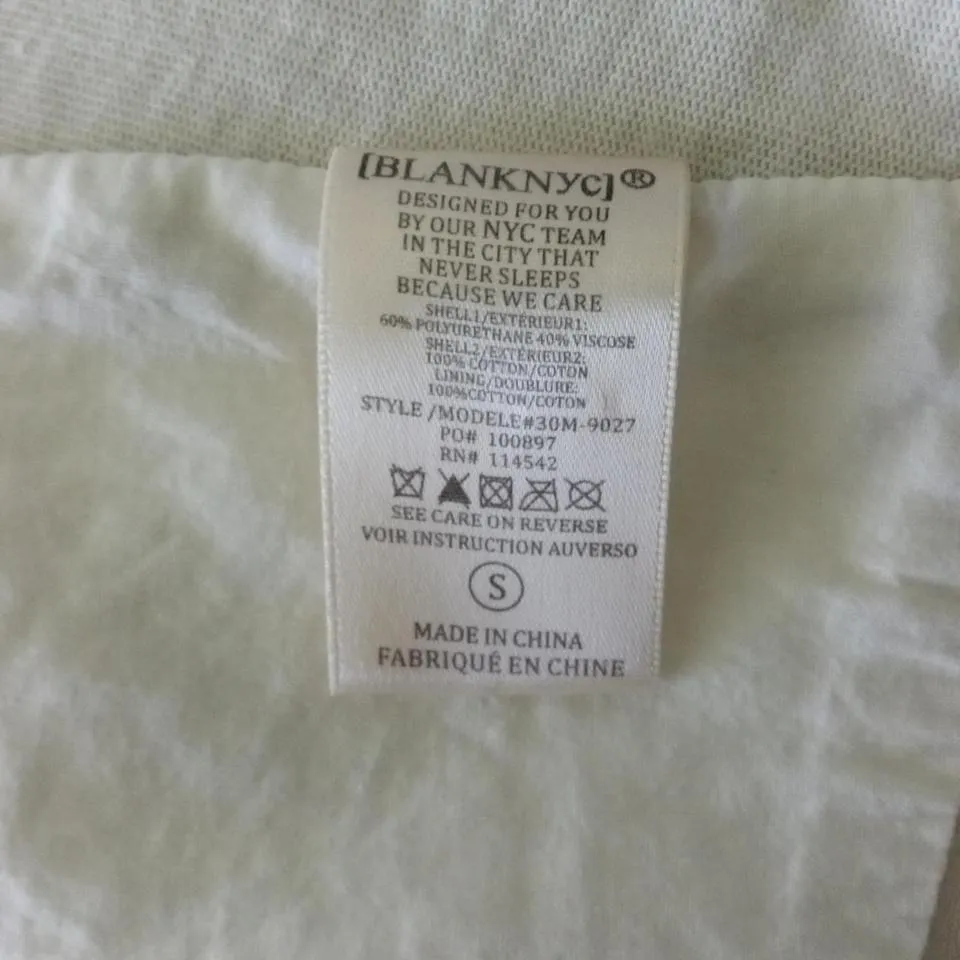 [BLANKNYC]®
DESIGNED FOR YOU
BY OUR NYC TEAM
IN THE CITY THAT
NEVER SLEEPS
BECAUSE WE CARE
SHELL1/EXTÉRIEUR1:
60% POLYURETHANE 40% VISCOSE
SHELL2/EXTÉRIEUR2:
100% COTTON/COTON
LINING/DOUBLURE:
100%COTTON/COTON
STYLE /MODELE#30M-9027
PO# 100897
RN# 114542
SEE CARE ON REVERSE
VOIR INSTRUCTION AUVERSO
S
MADE IN CHINA
FABRIQUÉ EN CHINE